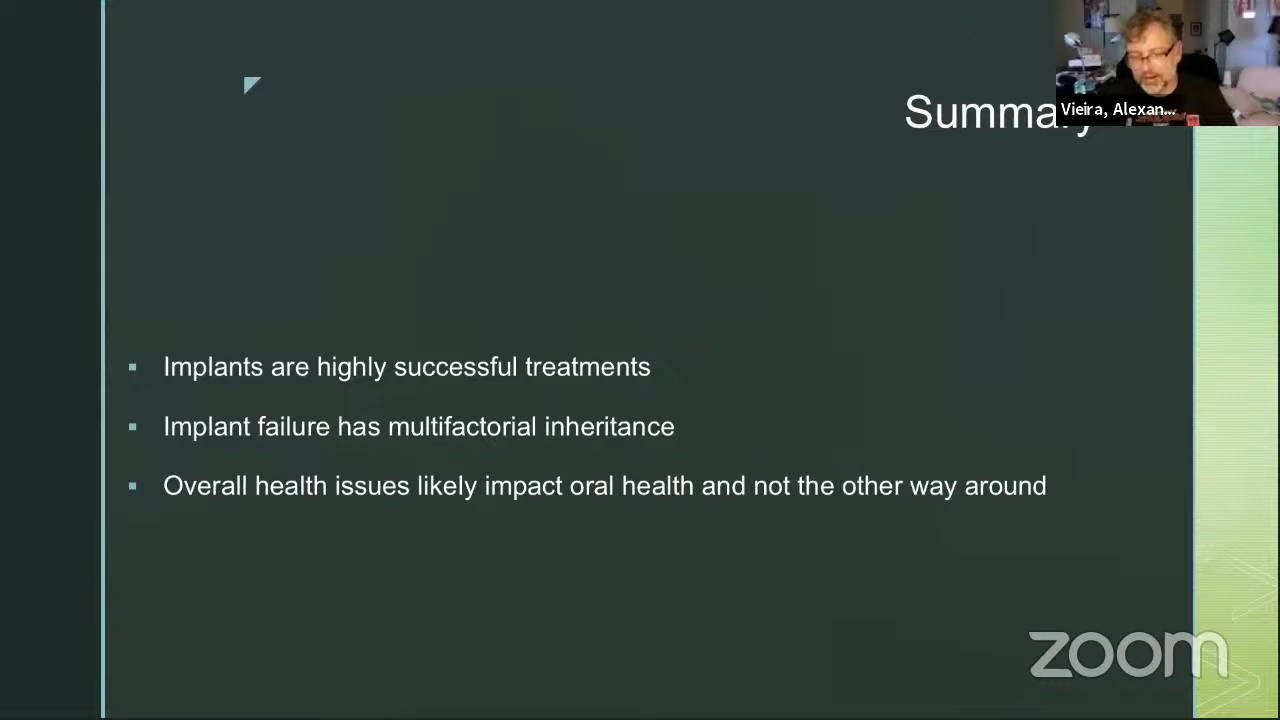 Summary
Vieira, Alexan...
Implants are highly successful treatments
Implant failure has multifactorial inheritance
Overall health issues likely impact oral health and not the other way around
zoom